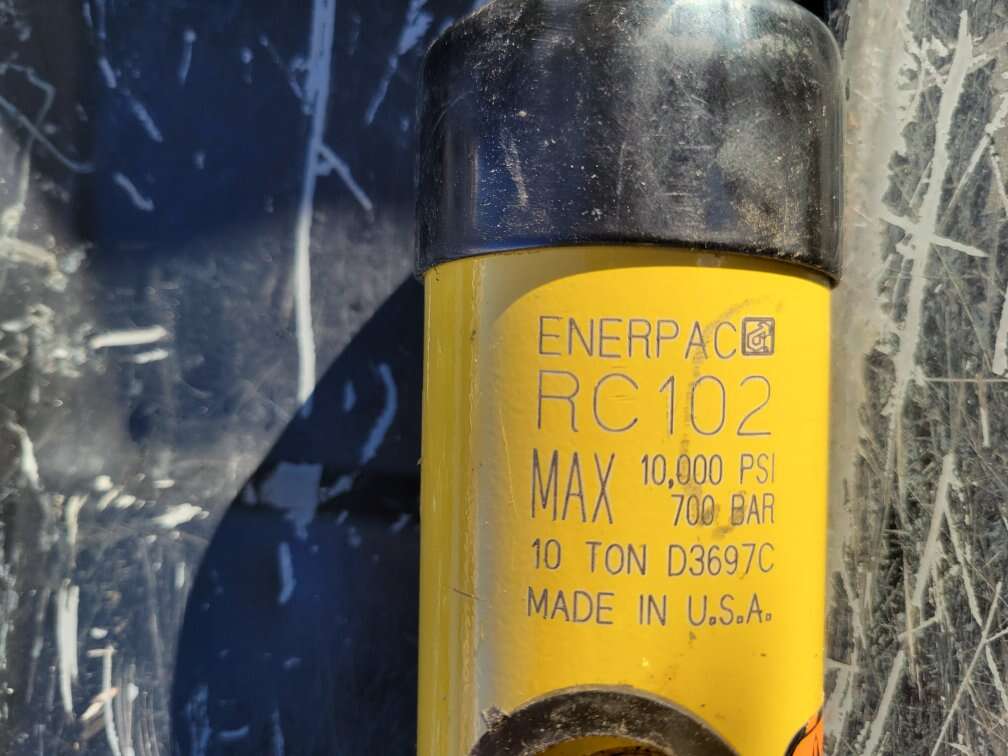 ENERPAC
RC102
MAX 10,000 PSI
700 BAR
10 TON D3697C
MADE IN U.S.A.